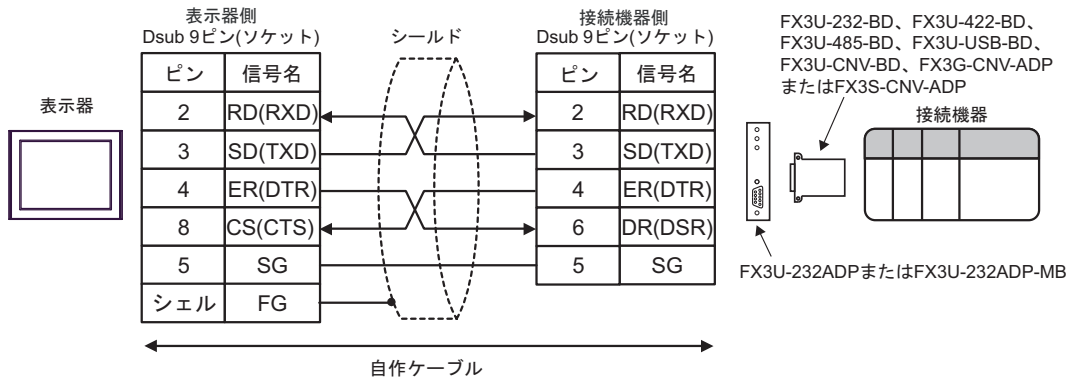 表示器側
Dsub 9ピン(ソケット)
シールド
接続機器側
Dsub 9ピン(ソケット)
FX3U-232-BD、FX3U-422-BD、
FX3U-485-BD、FX3U-USB-BD、
FX3U-CNV-BD、FX3G-CNV-ADP
またはFX3S-CNV-ADP
表示器
接続機器
ピン 信号名
2 RD(RXD)
3 SD(TXD)
4 ER(DTR)
8 CS(CTS)
5 SG
シェル FG
ピン 信号名
2 RD(RXD)
3 SD(TXD)
4 ER(DTR)
6 DR(DSR)
5 SG
FX3U-232ADPまたはFX3U-232ADP-MB
自作ケーブル